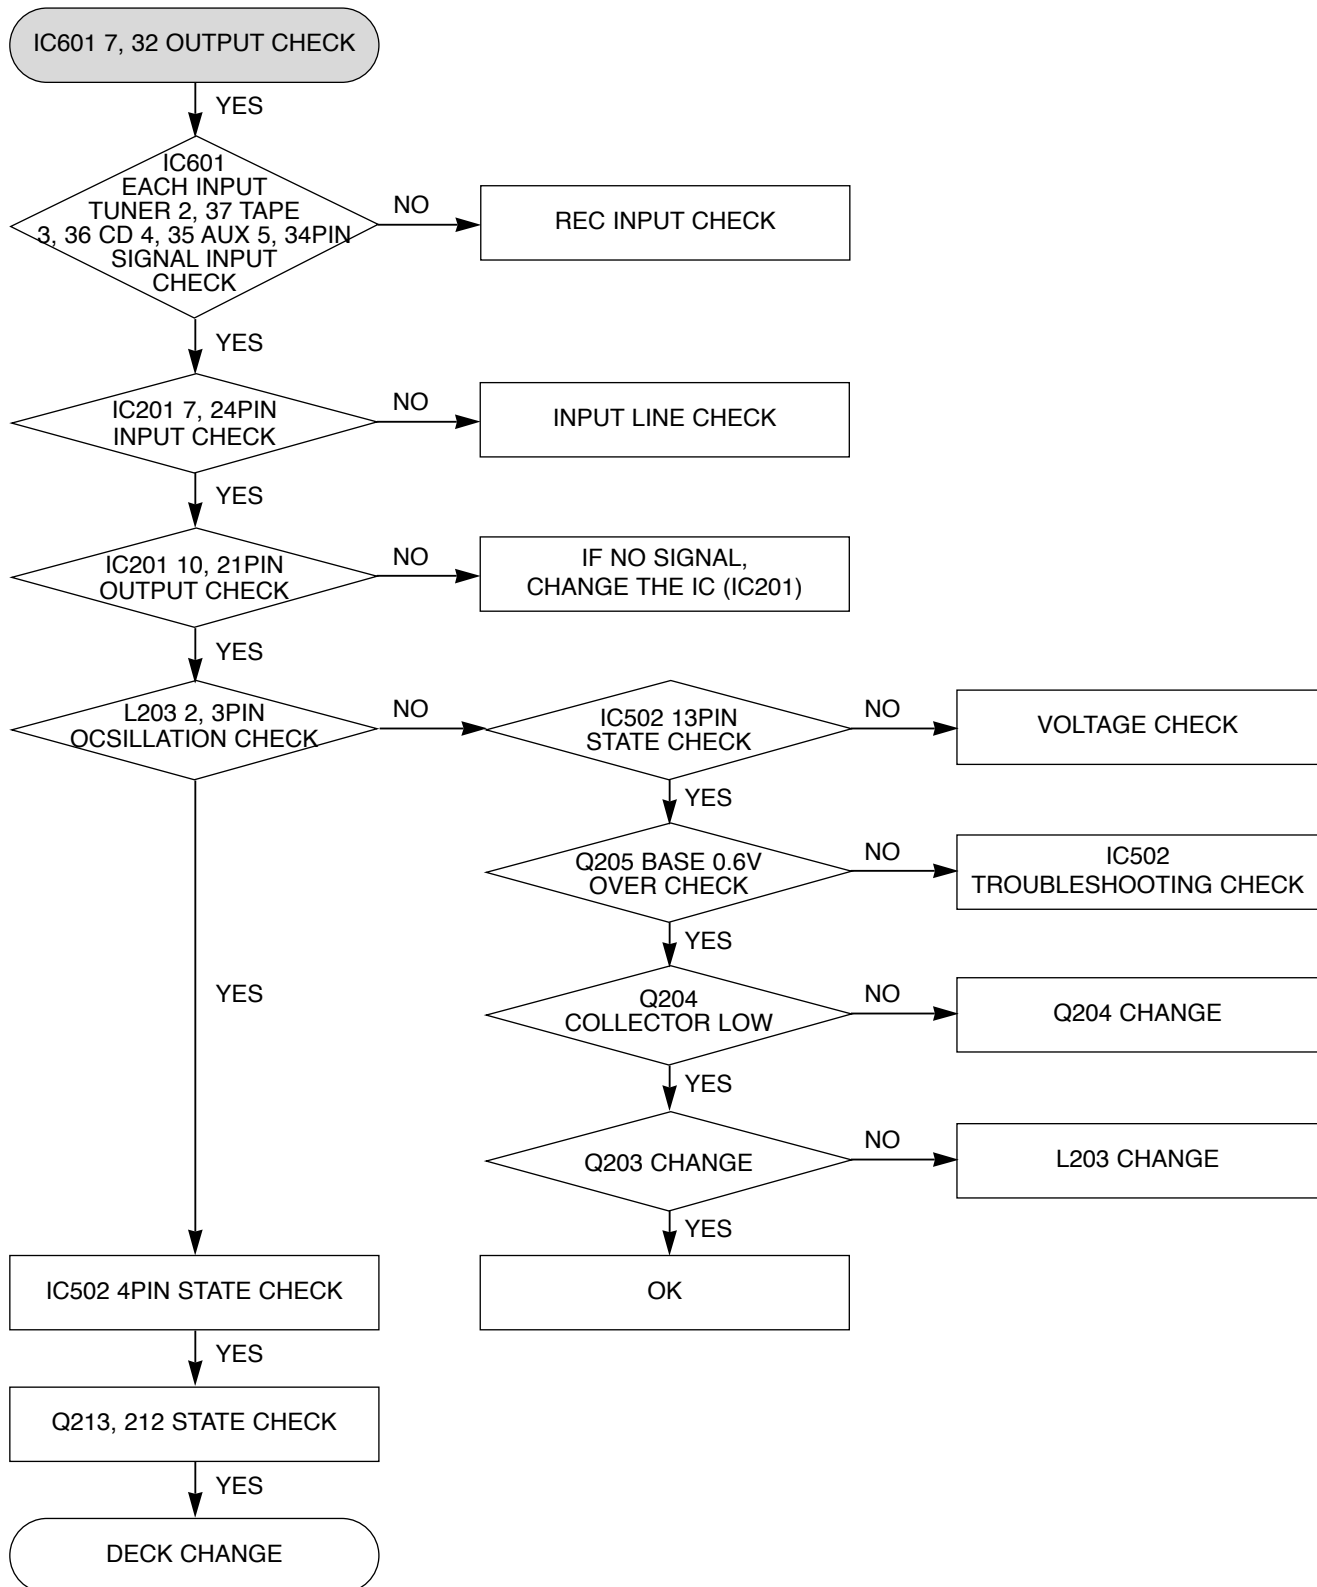 IC601 7, 32 OUTPUT CHECK
YES
IC601
EACH INPUT
TUNER 2, 37 TAPE
3, 36 CD 4, 35 AUX 5, 34PIN
SIGNAL INPUT
CHECK
NO
REC INPUT CHECK
YES
IC201 7, 24PIN
INPUT CHECK
NO
INPUT LINE CHECK
YES
IC201 10, 21PIN
OUTPUT CHECK
NO
IF NO SIGNAL,
CHANGE THE IC (IC201)
YES
L203 2, 3PIN
OCSILLATION CHECK
NO
IC502 13PIN
STATE CHECK
NO
VOLTAGE CHECK
YES
Q205 BASE 0.6V
OVER CHECK
NO
IC502
TROUBLESHOOTING CHECK
YES
Q204
COLLECTOR LOW
NO
Q204 CHANGE
YES
Q203 CHANGE
NO
L203 CHANGE
YES
OK
YES
IC502 4PIN STATE CHECK
YES
Q213, 212 STATE CHECK
YES
DECK CHANGE